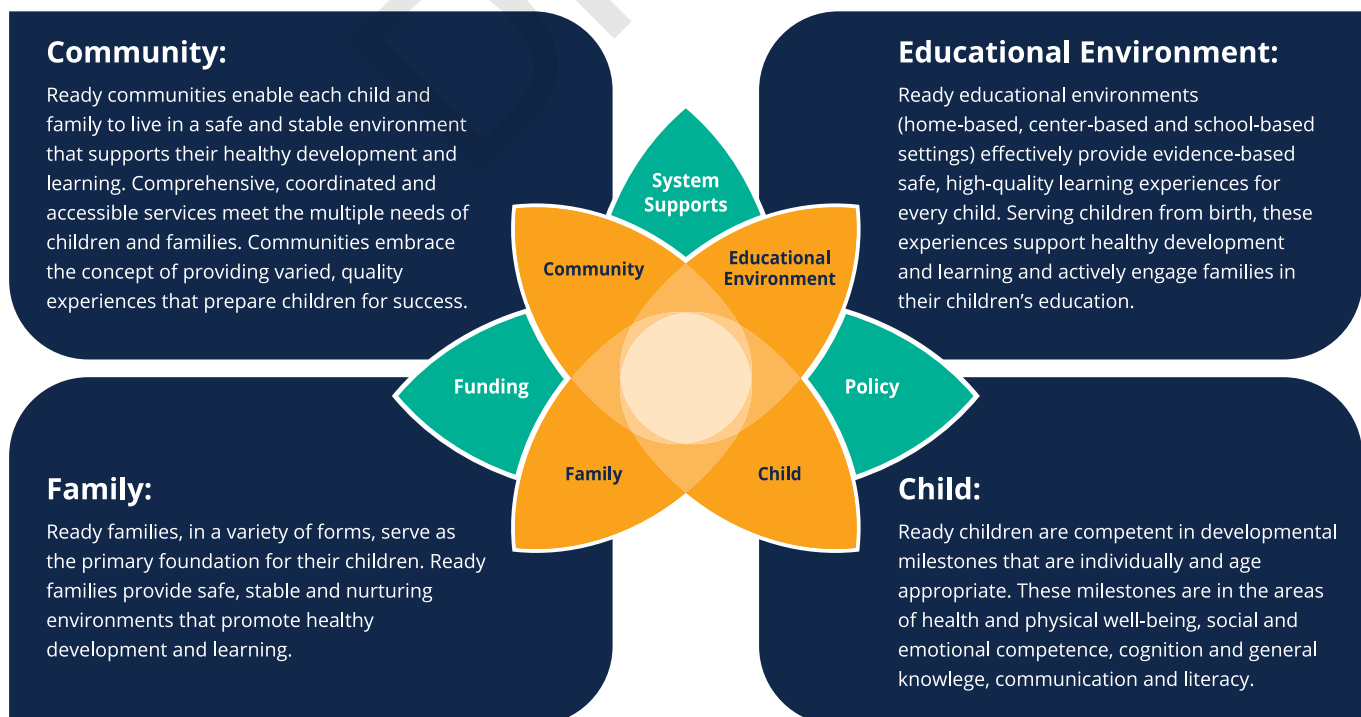 Community:
Ready communities enable each child and
family to live in a safe and stable environment
that supports their healthy development and
learning. Comprehensive, coordinated and
accessible services meet the multiple needs of
children and families. Communities embrace
the concept of providing varied, quality
experiences that prepare children for success.
Educational Environment:
Ready educational environments
(home-based, center-based and school-based
settings) effectively provide evidence-based
safe, high-quality learning experiences for
every child. Serving children from birth, these
experiences support healthy development
and learning and actively engage families in
their children’s education.
System
Supports
Community
Educational
Environment
Funding
Policy
Family
Child
Family:
Ready families, in a variety of forms, serve as
the primary foundation for their children. Ready
families provide safe, stable and nurturing
environments that promote healthy
development and learning.
Child:
Ready children are competent in developmental
milestones that are individually and age
appropriate. These milestones are in the areas
of health and physical well-being, social and
emotional competence, cognition and general
knowlege, communication and literacy.